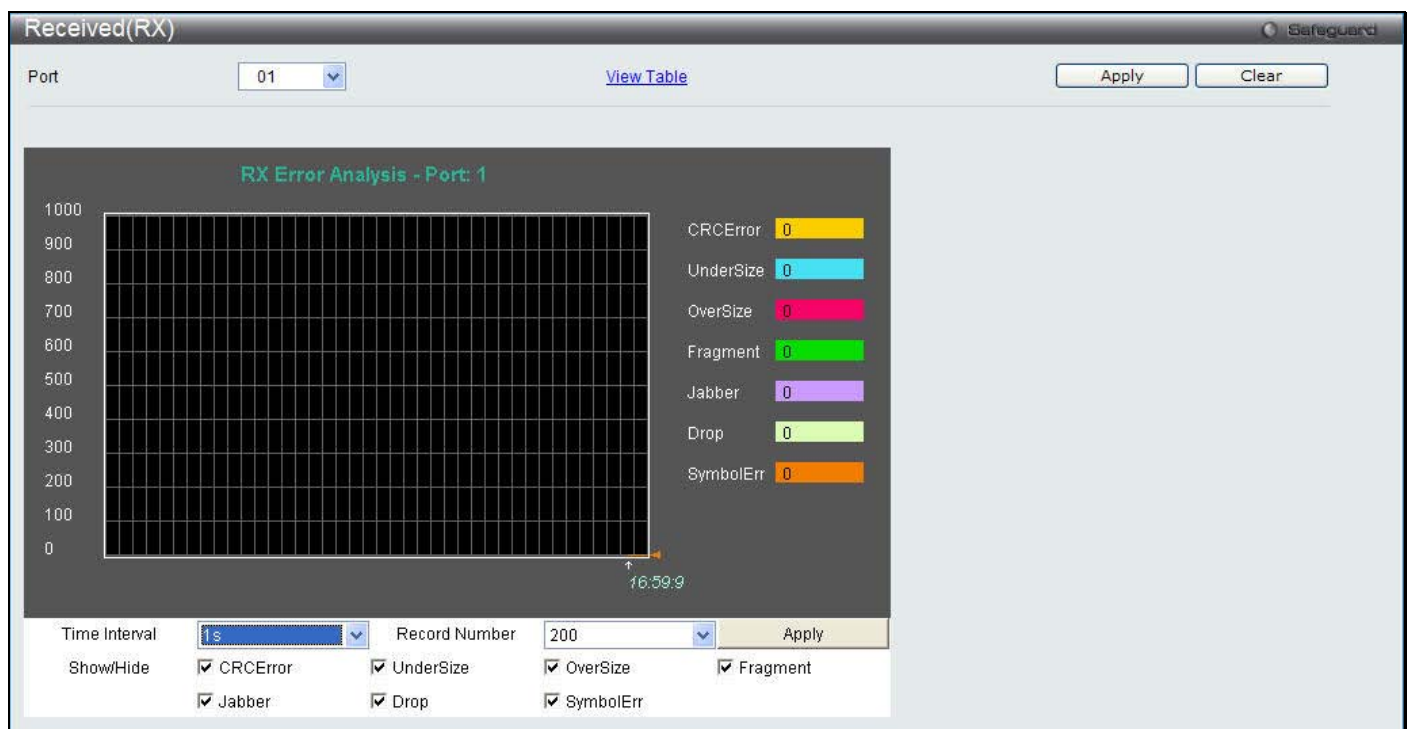 Received(RX)
Safeguard
Port 01 View Table Apply Clear
RX Error Analysis - Port: 1
1000
900
800
700
600
500
400
300
200
100
0
CRCError 0
UnderSize 0
OverSize 0
Fragment 0
Jabber 0
Drop 0
SymbolErr 0
16:59:9
Time Interval 1s Record Number 200 Apply
Show/Hide CRCError UnderSize OverSize Fragment
Jabber Drop SymbolErr